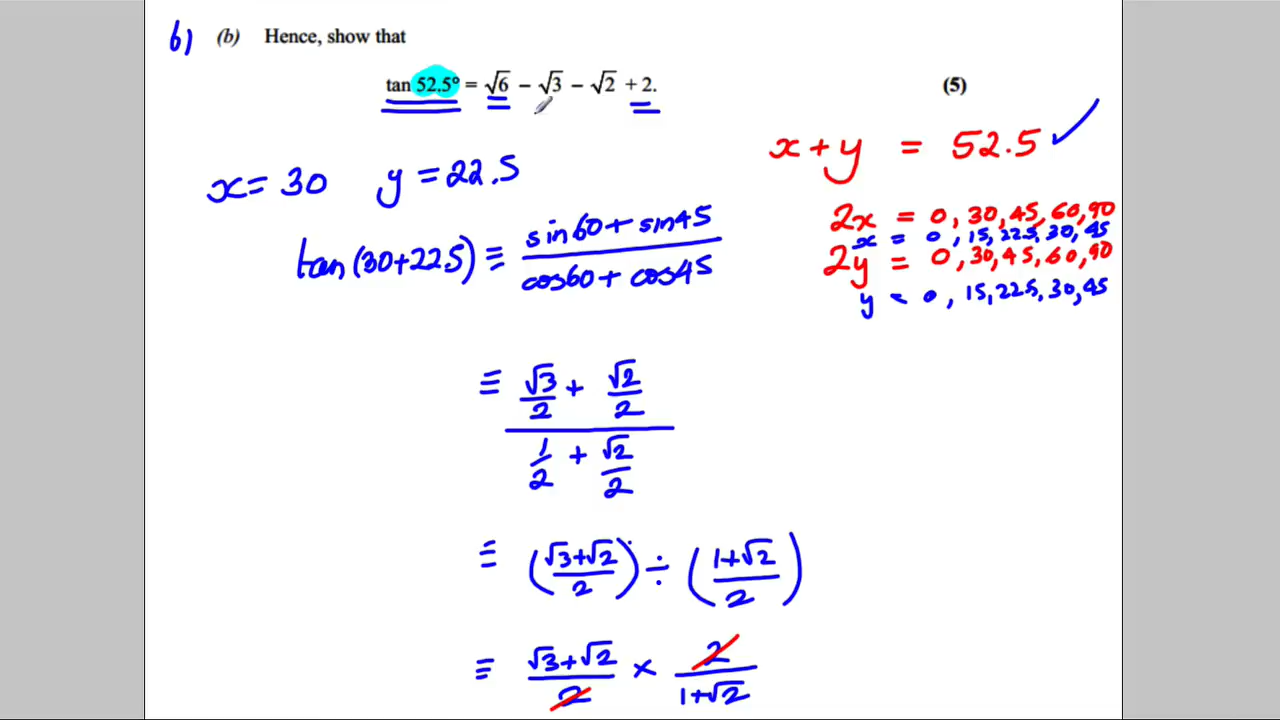 b) (b) Hence, show that
tan 52.5° = √6 − √3 − √2 + 2. (5)
x + y = 52.5 ✓
x = 30 y = 22.5
2x = 0, 30, 45, 60, 90
x = 0, 15, 22.5, 30, 45
2y = 0, 30, 45, 60, 90
y = 0, 15, 22.5, 30, 45
tan(30+22.5) ≡ (sin60 + sin45)/(cos60 + cos45)
≡ (√3/2 + √2/2)/(1/2 + √2/2)
≡ ((√3+√2)/2) ÷ ((1+√2)/2)
≡ (√3+√2)/2 × 2/(1+√2)